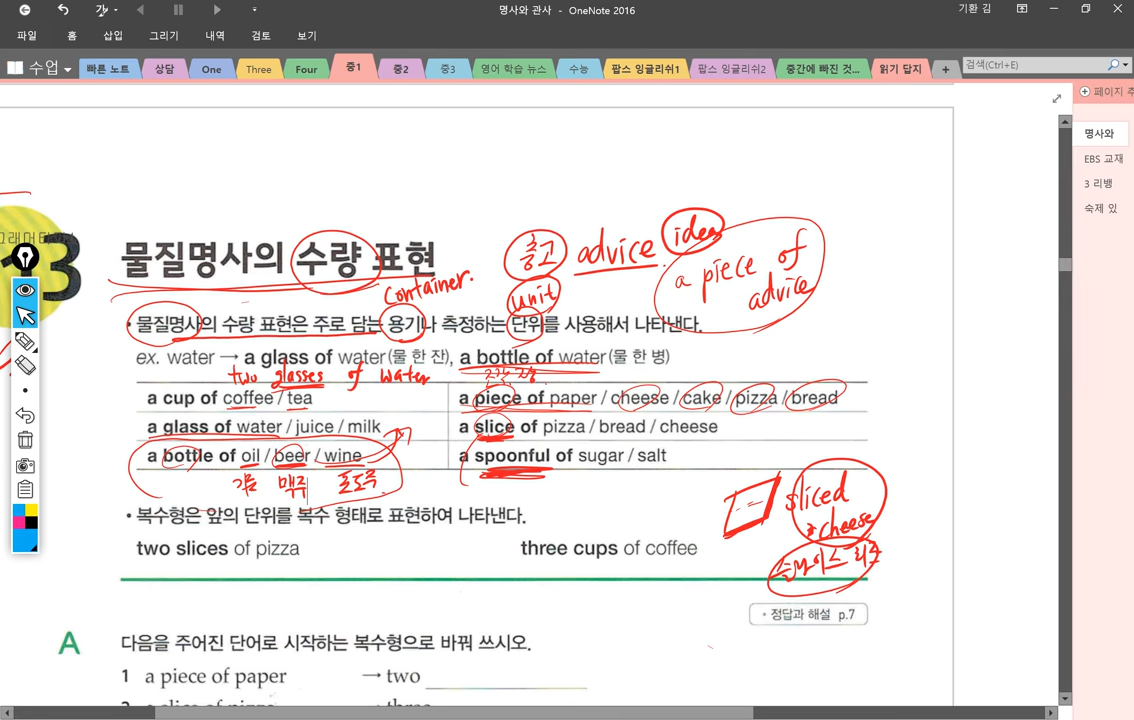 명사와 관사 - OneNote 2016
기환 김
파일 홈 삽입 그리기 내역 검토 보기
수업
빠른 노트 상담 One Three Four 중1 중2 중3 영어 학습 뉴스 수능 팝스 잉글리쉬1 팝스 잉글리쉬2 중간에 빠진 것... 읽기 답지 +
검색(Ctrl+E)
페이지 추
명사와
EBS 교재
3 리뱅
숙제 있
3
물질명사의 수량 표현
충고 advice idea
a piece of
advice
container.
unit
• 물질명사의 수량 표현은 주로 담는 용기나 측정하는 단위를 사용해서 나타낸다.
ex. water → a glass of water(물 한 잔), a bottle of water(물 한 병)
two glasses of water
a cup of coffee / tea
a piece of paper / cheese / cake / pizza / bread
a glass of water / juice / milk
a slice of pizza / bread / cheese
a bottle of oil / beer / wine
a spoonful of sugar / salt
기름 맥주 포도주
sliced
cheese
슬라이스 치즈
• 복수형은 앞의 단위를 복수 형태로 표현하여 나타낸다.
two slices of pizza
three cups of coffee
• 정답과 해설 p.7
A 다음을 주어진 단어로 시작하는 복수형으로 바꿔 쓰시오.
1 a piece of paper → two